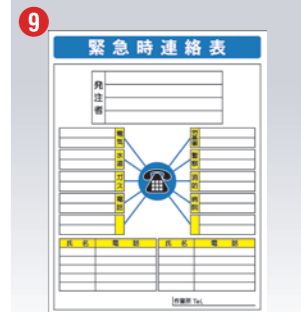 9
緊急時連絡表
発注者
電気
水道
ガス
電話
労基署
警察
消防
病院
氏名 電話 氏名 電話
作業所 TeL